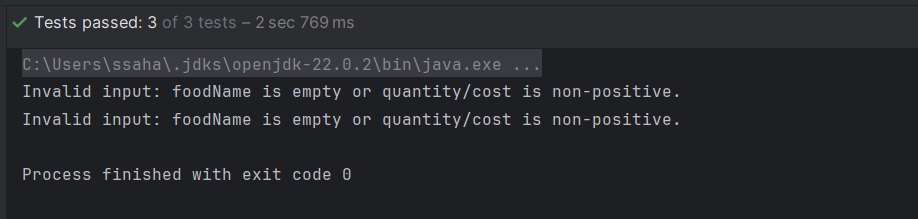 Tests passed: 3 of 3 tests – 2 sec 769 ms
C:\Users\ssaha\.jdks\openjdk-22.0.2\bin\java.exe ...
Invalid input: foodName is empty or quantity/cost is non-positive.
Invalid input: foodName is empty or quantity/cost is non-positive.
Process finished with exit code 0